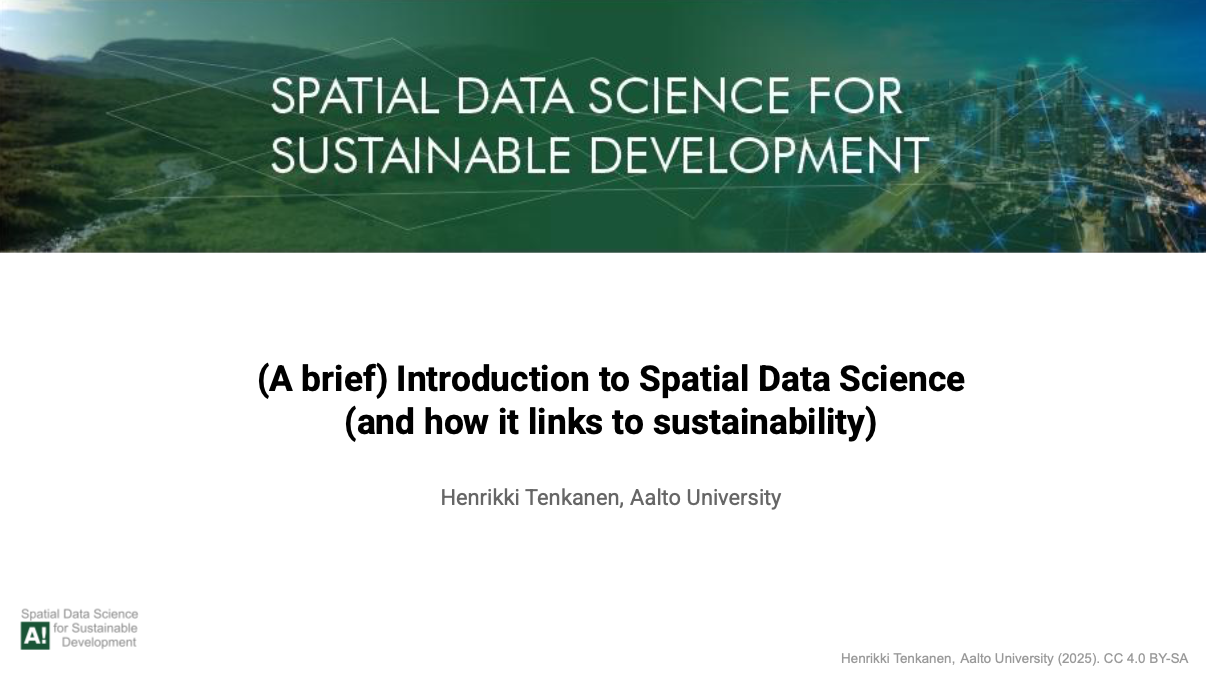 SPATIAL DATA SCIENCE FOR
SUSTAINABLE DEVELOPMENT
(A brief) Introduction to Spatial Data Science
(and how it links to sustainability)
Henrikki Tenkanen, Aalto University
Spatial Data Science
A! for Sustainable
Development
Henrikki Tenkanen, Aalto University (2025). CC 4.0 BY-SA